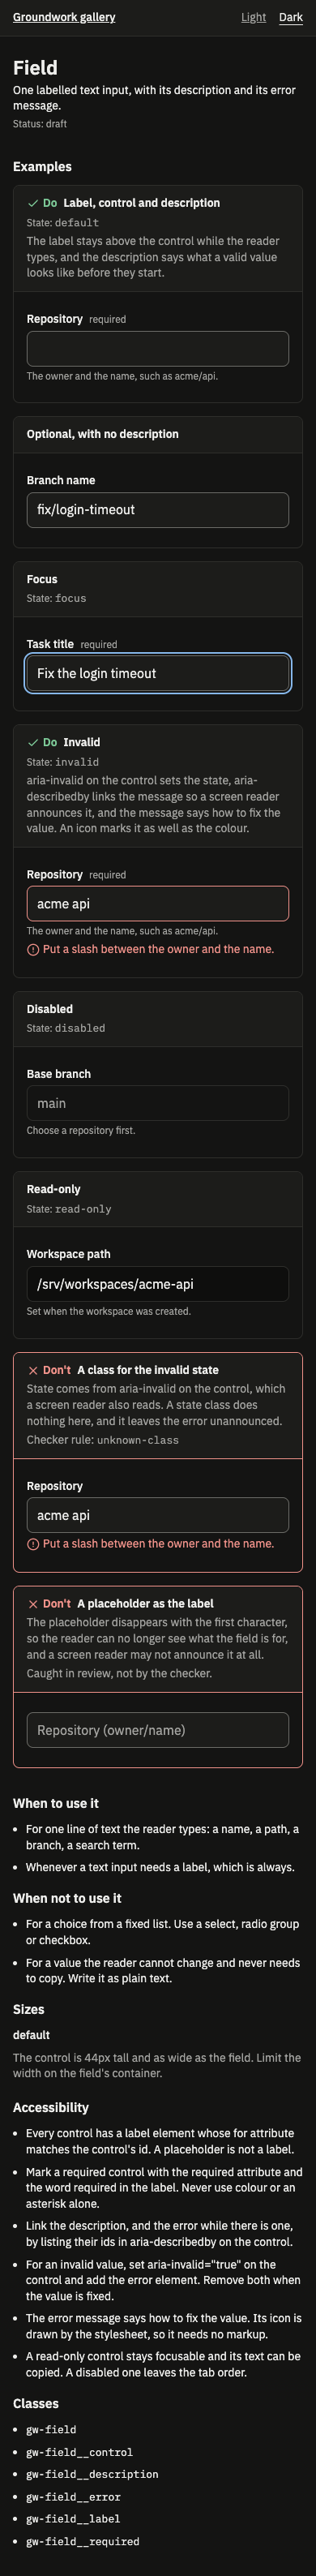 Groundwork gallery
Light Dark
Field
One labelled text input, with its description and its error
message.
Status: draft
Examples
Do Label, control and description
State: default
The label stays above the control while the reader
types, and the description says what a valid value
looks like before they start.
Repository required
The owner and the name, such as acme/api.
Optional, with no description
Branch name
fix/login-timeout
Focus
State: focus
Task title required
Fix the login timeout
Do Invalid
State: invalid
aria-invalid on the control sets the state, aria-
describedby links the message so a screen reader
announces it, and the message says how to fix the
value. An icon marks it as well as the colour.
Repository required
acme api
The owner and the name, such as acme/api.
Put a slash between the owner and the name.
Disabled
State: disabled
Base branch
main
Choose a repository first.
Read-only
State: read-only
Workspace path
/srv/workspaces/acme-api
Set when the workspace was created.
Don't A class for the invalid state
State comes from aria-invalid on the control, which
a screen reader also reads. A state class does
nothing here, and it leaves the error unannounced.
Checker rule: unknown-class
Repository
acme api
Put a slash between the owner and the name.
Don't A placeholder as the label
The placeholder disappears with the first character,
so the reader can no longer see what the field is for,
and a screen reader may not announce it at all.
Caught in review, not by the checker.
Repository (owner/name)
When to use it
• For one line of text the reader types: a name, a path, a
branch, a search term.
• Whenever a text input needs a label, which is always.
When not to use it
• For a choice from a fixed list. Use a select, radio group
or checkbox.
• For a value the reader cannot change and never needs
to copy. Write it as plain text.
Sizes
default
The control is 44px tall and as wide as the field. Limit the
width on the field's container.
Accessibility
• Every control has a label element whose for attribute
matches the control's id. A placeholder is not a label.
• Mark a required control with the required attribute and
the word required in the label. Never use colour or an
asterisk alone.
• Link the description, and the error while there is one,
by listing their ids in aria-describedby on the control.
• For an invalid value, set aria-invalid="true" on the
control and add the error element. Remove both when
the value is fixed.
• The error message says how to fix the value. Its icon is
drawn by the stylesheet, so it needs no markup.
• A read-only control stays focusable and its text can be
copied. A disabled one leaves the tab order.
Classes
• gw-field
• gw-field__control
• gw-field__description
• gw-field__error
• gw-field__label
• gw-field__required